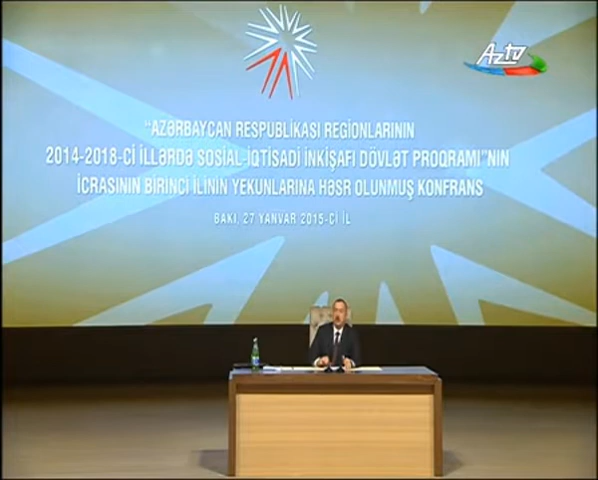 AZTV
"AZƏRBAYCAN RESPUBLİKASI REGİONLARININ
2014-2018-Cİ İLLƏRDƏ SOSİAL-İQTİSADİ İNKİŞAFI DÖVLƏT PROQRAMI"NIN
İCRASININ BİRİNCİ İLİNİN YEKUNLARINA HƏSR OLUNMUŞ KONFRANS
BAKI, 27 YANVAR 2015-Cİ İL